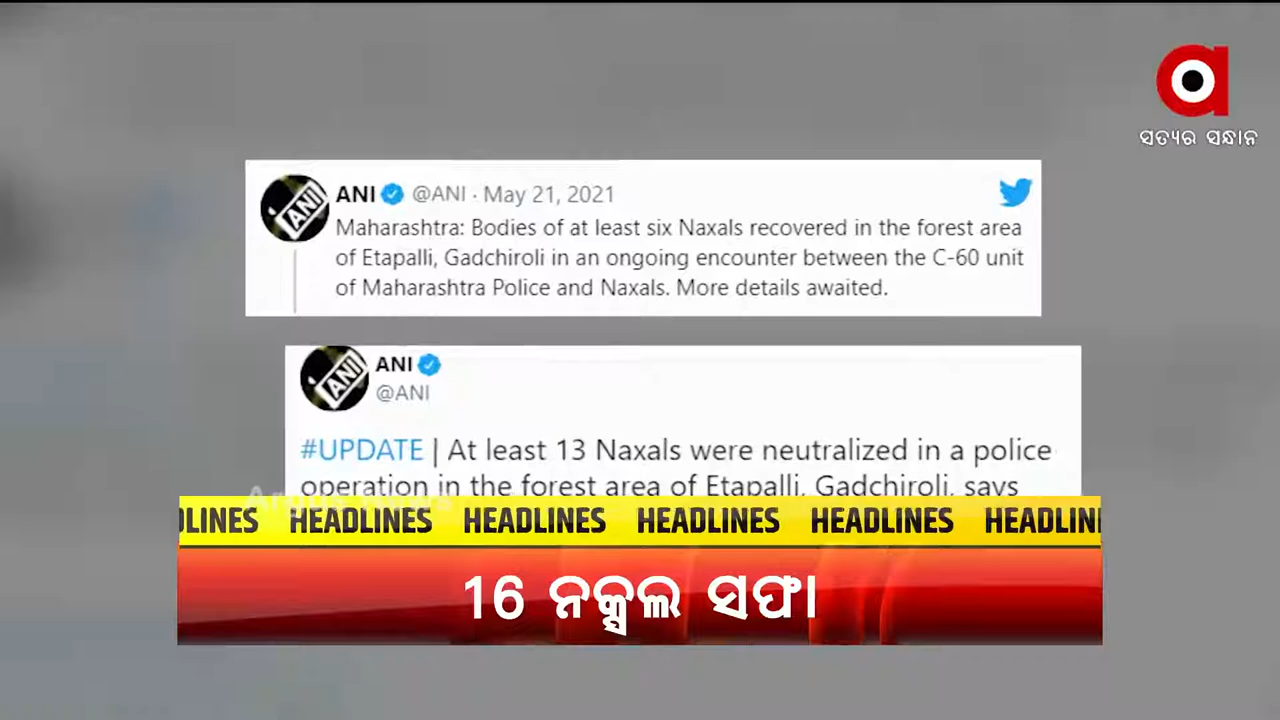 ସତ୍ୟର ସନ୍ଧାନ
ANI @ANI · May 21, 2021
Maharashtra: Bodies of at least six Naxals recovered in the forest area
of Etapalli, Gadchiroli in an ongoing encounter between the C-60 unit
of Maharashtra Police and Naxals. More details awaited.
ANI
@ANI
#UPDATE | At least 13 Naxals were neutralized in a police
operation in the forest area of Etapalli, Gadchiroli, says
Argus News
DLINES HEADLINES HEADLINES HEADLINES HEADLINES HEADLIN
16 ନକ୍ସଲ ସଫା